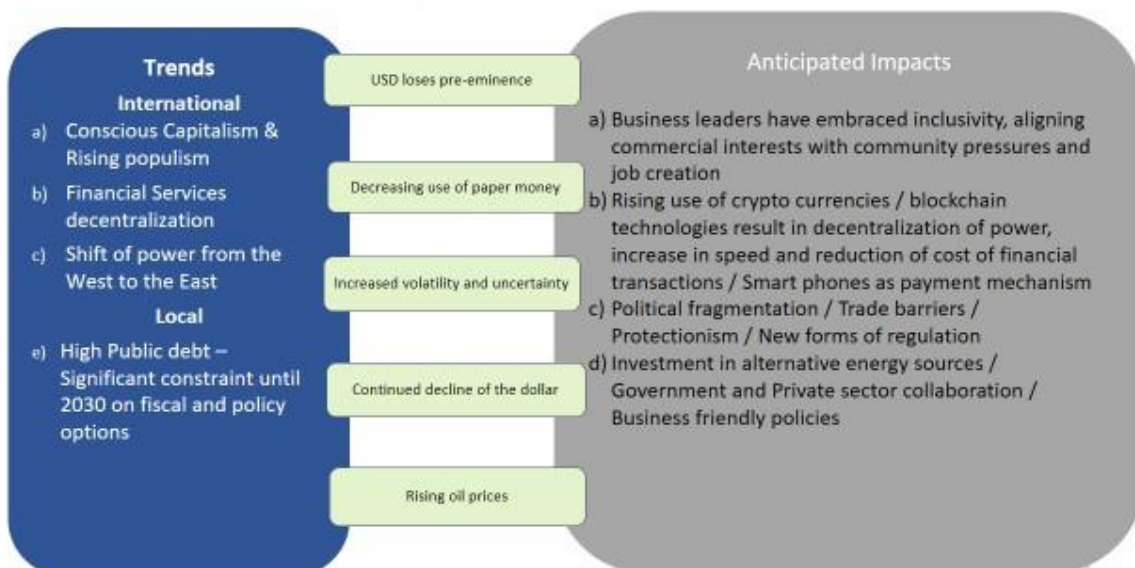 Trends
International
a) Conscious Capitalism &
Rising populism
b) Financial Services
decentralization
c) Shift of power from the
West to the East
Local
e) High Public debt –
Significant constraint until
2030 on fiscal and policy
options
USD loses pre-eminence
Decreasing use of paper money
Increased volatility and uncertainty
Continued decline of the dollar
Rising oil prices
Anticipated Impacts
a) Business leaders have embraced inclusivity, aligning
commercial interests with community pressures and
job creation
b) Rising use of crypto currencies / blockchain
technologies result in decentralization of power,
increase in speed and reduction of cost of financial
transactions / Smart phones as payment mechanism
c) Political fragmentation / Trade barriers /
Protectionism / New forms of regulation
d) Investment in alternative energy sources /
Government and Private sector collaboration /
Business friendly policies